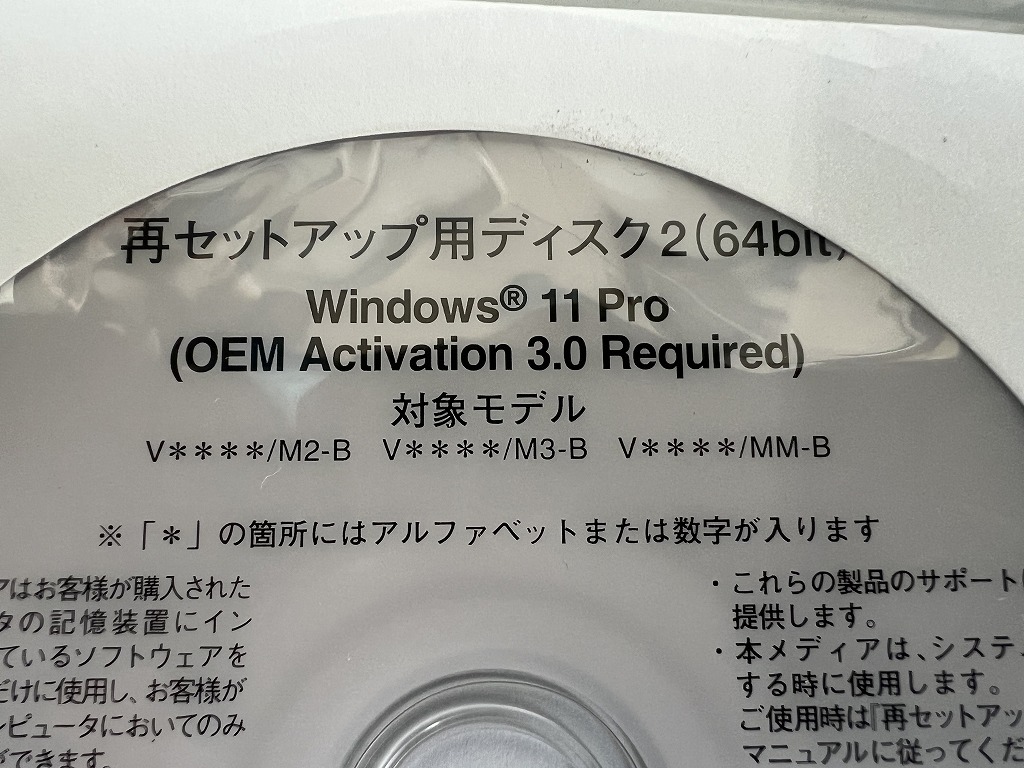 再セットアップ用ディスク2(64bit)
Windows® 11 Pro
(OEM Activation 3.0 Required)
対象モデル
V＊＊＊＊/M2-B V＊＊＊＊/M3-B V＊＊＊＊/MM-B
※「＊」の箇所にはアルファベットまたは数字が入ります
アはお客様が購入された
タの記憶装置にイン
ているソフトウェアを
だけに使用し、お客様が
ンピュータにおいてのみ
ができます。
・これらの製品のサポート
提供します。
・本メディアは、システ
する時に使用します。
ご使用時は『再セットアッ
マニュアルに従ってくだ